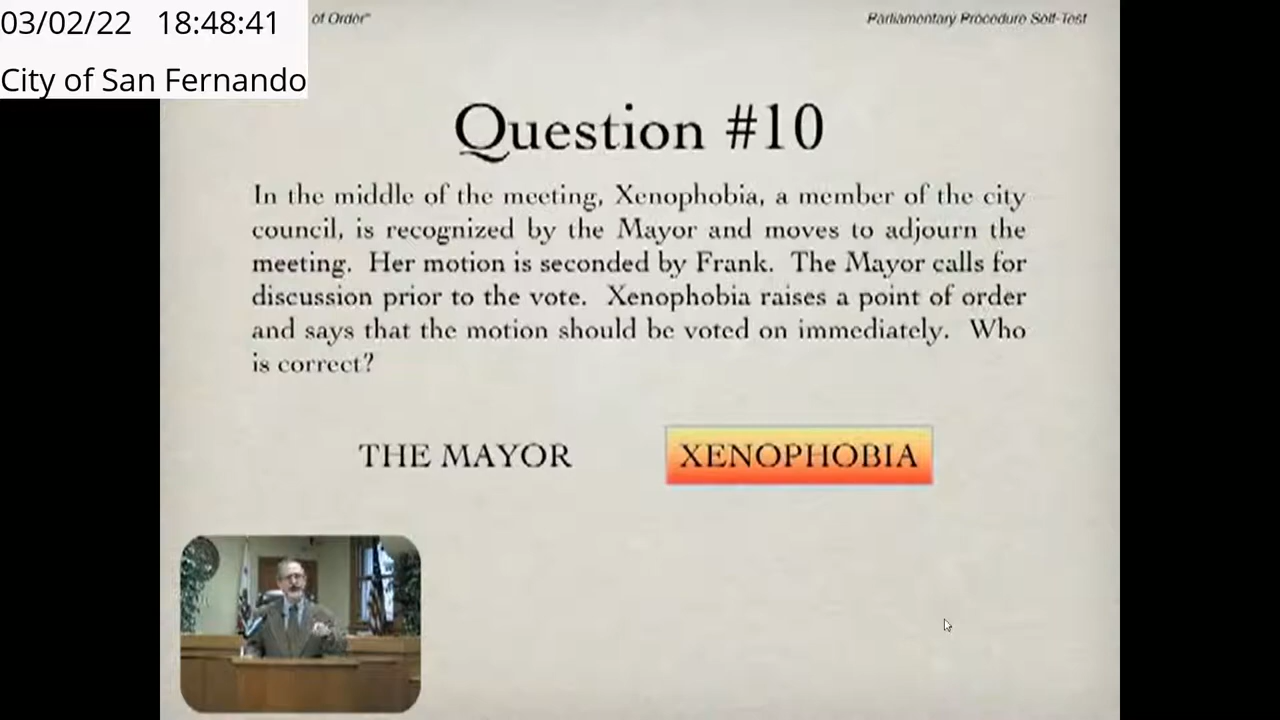 03/02/22 18:48:41
City of San Fernando
of Order™
Parliamentary Procedure Self-Test
Question #10
In the middle of the meeting, Xenophobia, a member of the city
council, is recognized by the Mayor and moves to adjourn the
meeting. Her motion is seconded by Frank. The Mayor calls for
discussion prior to the vote. Xenophobia raises a point of order
and says that the motion should be voted on immediately. Who
is correct?
THE MAYOR
XENOPHOBIA